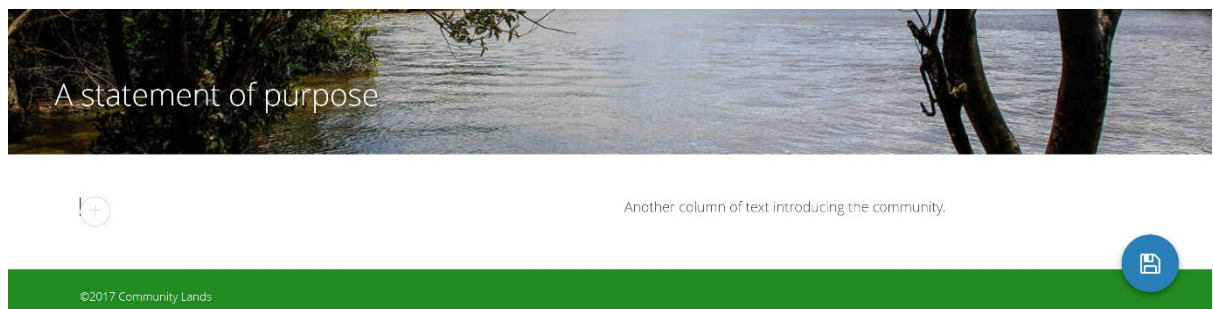 A statement of purpose
Another column of text introducing the community.
©2017 Community Lands